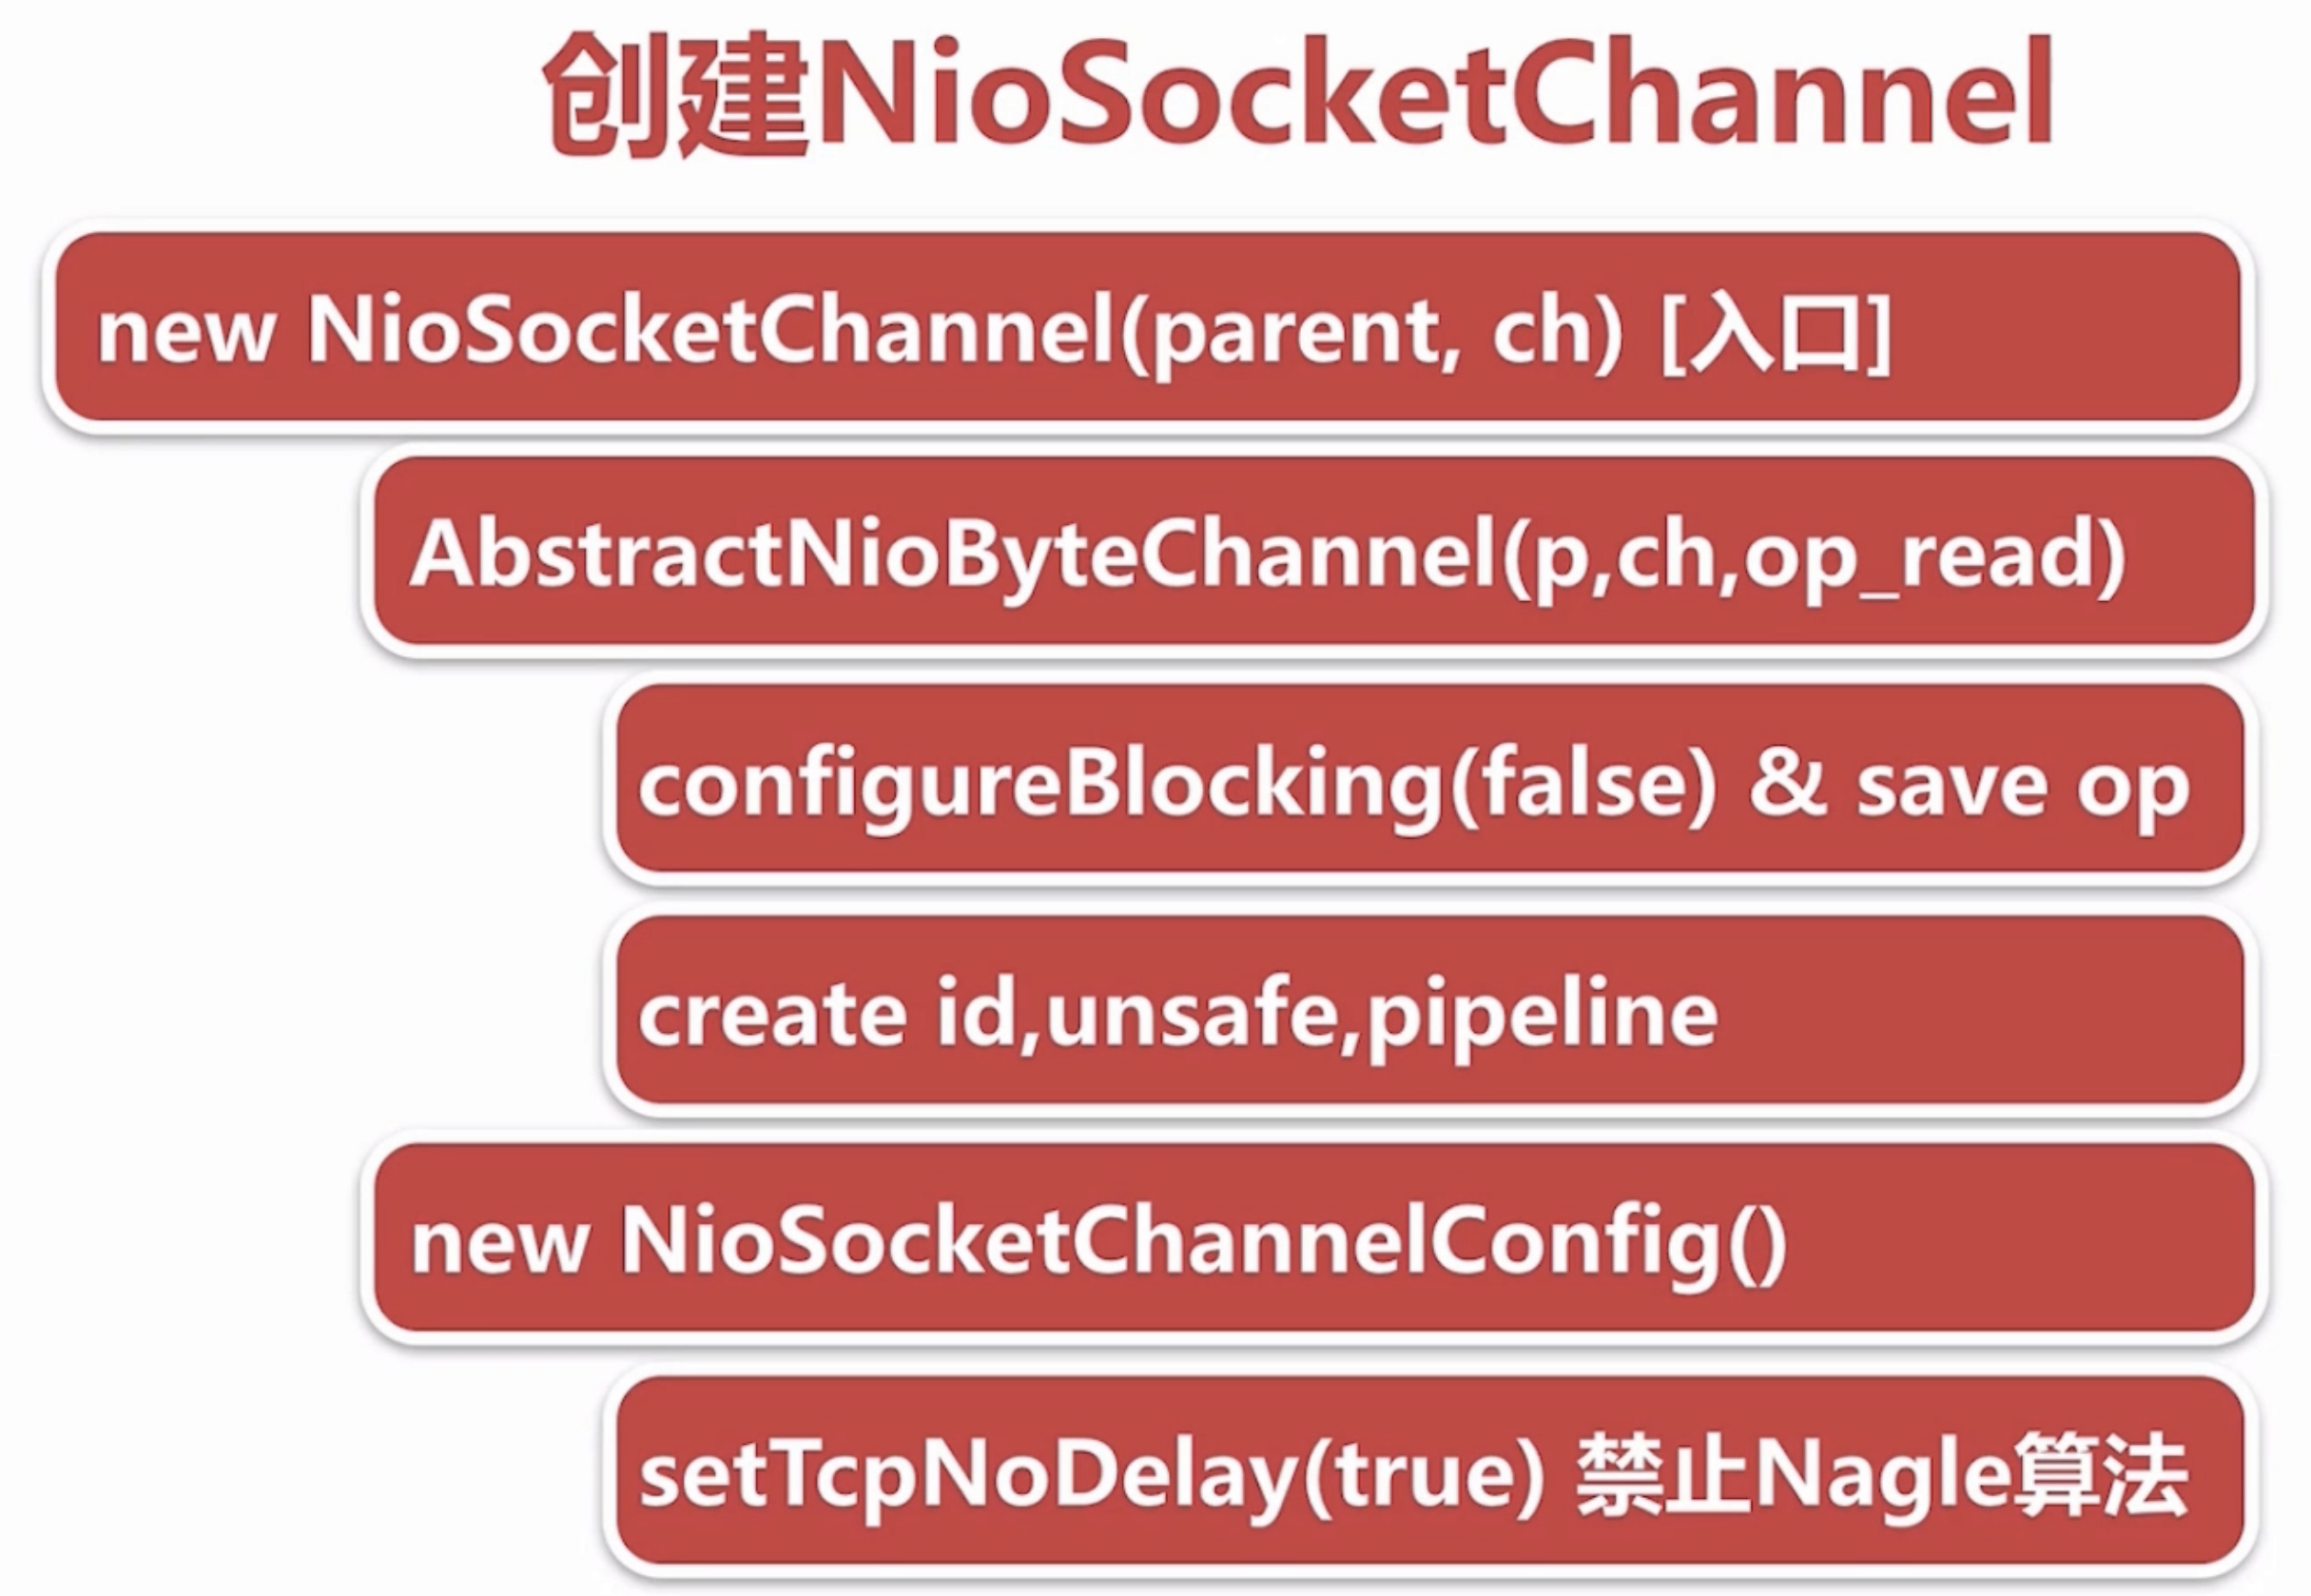 创建NioSocketChannel
new NioSocketChannel(parent, ch) [入口]
AbstractNioByteChannel(p,ch,op_read)
configureBlocking(false) & save op
create id,unsafe,pipeline
new NioSocketChannelConfig()
setTcpNoDelay(true) 禁止Nagle算法